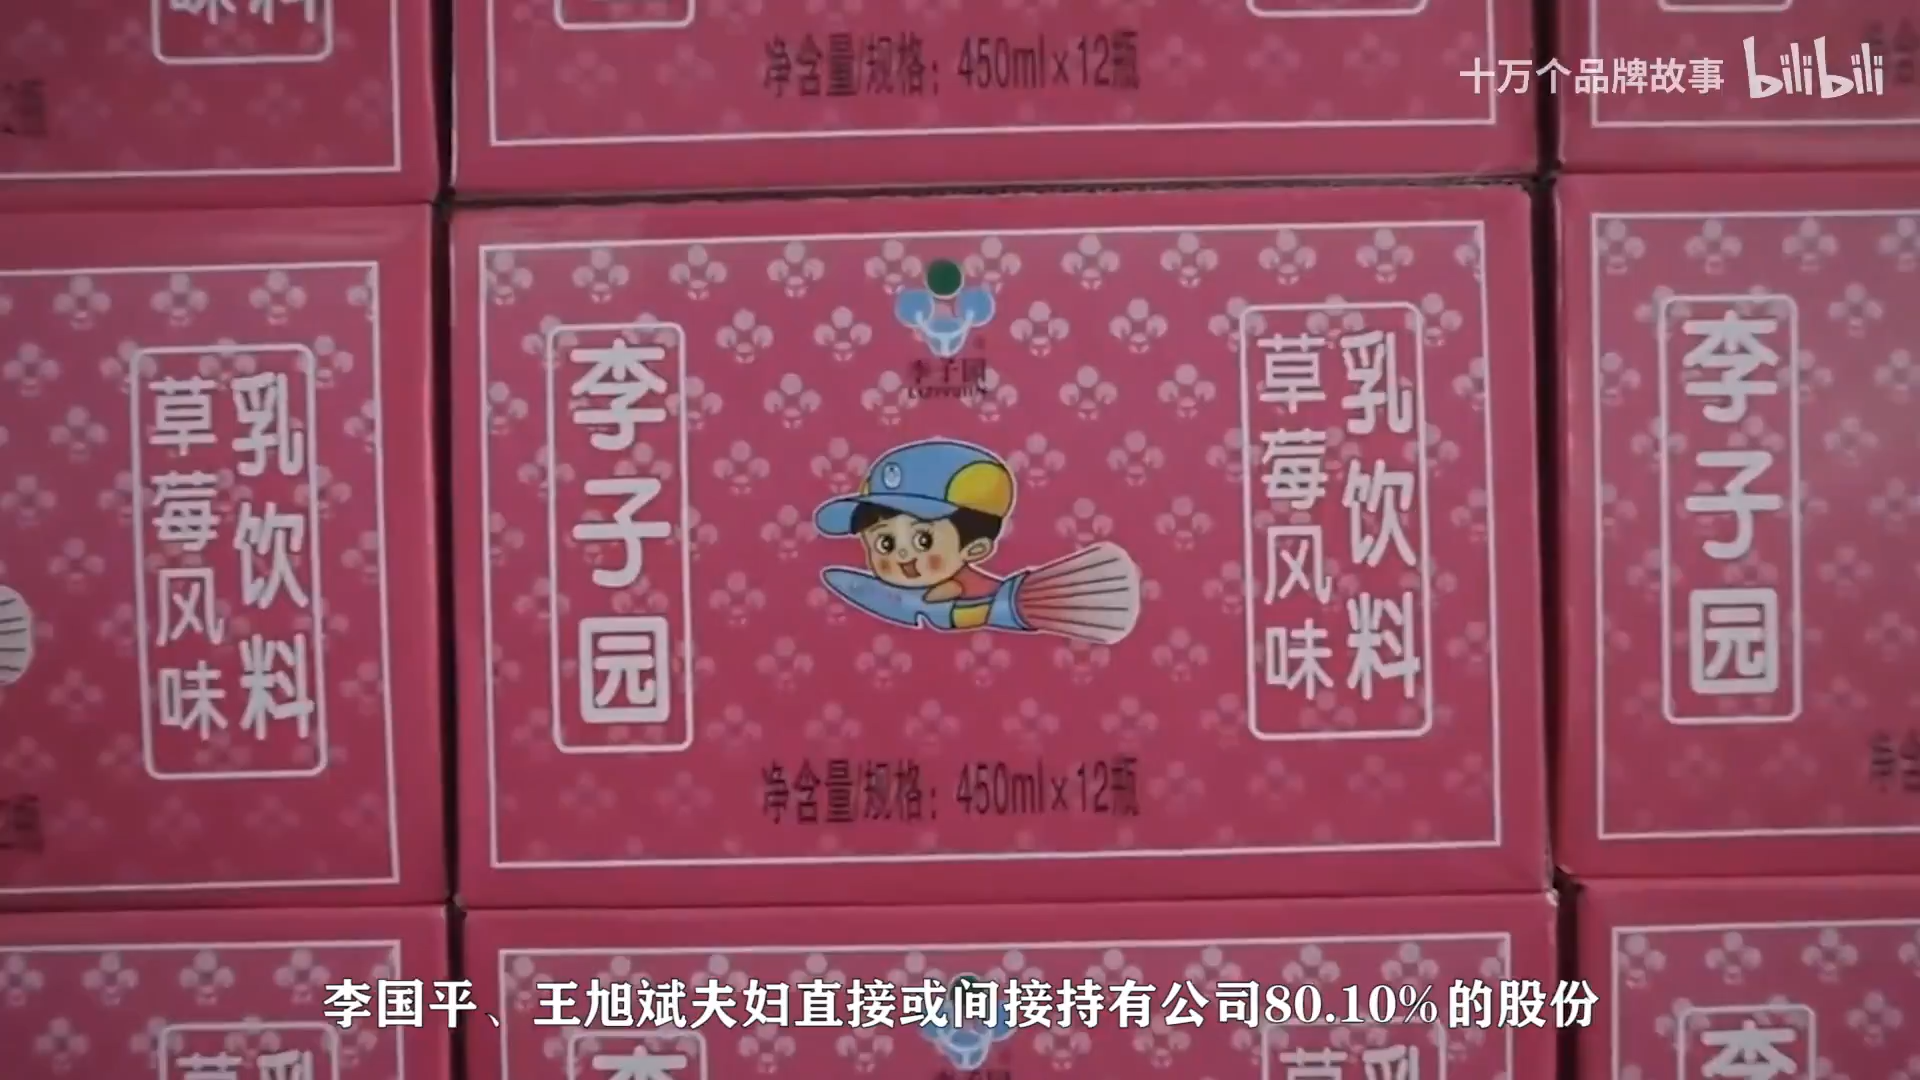 净含量/规格：450ml×12瓶
十万个品牌故事 bilibili
李子园
李子园
草莓风味
乳饮料
净含量/规格：450ml×12瓶
草莓风味
乳饮料
李子园
李国平、王旭斌夫妇直接或间接持有公司80.10%的股份